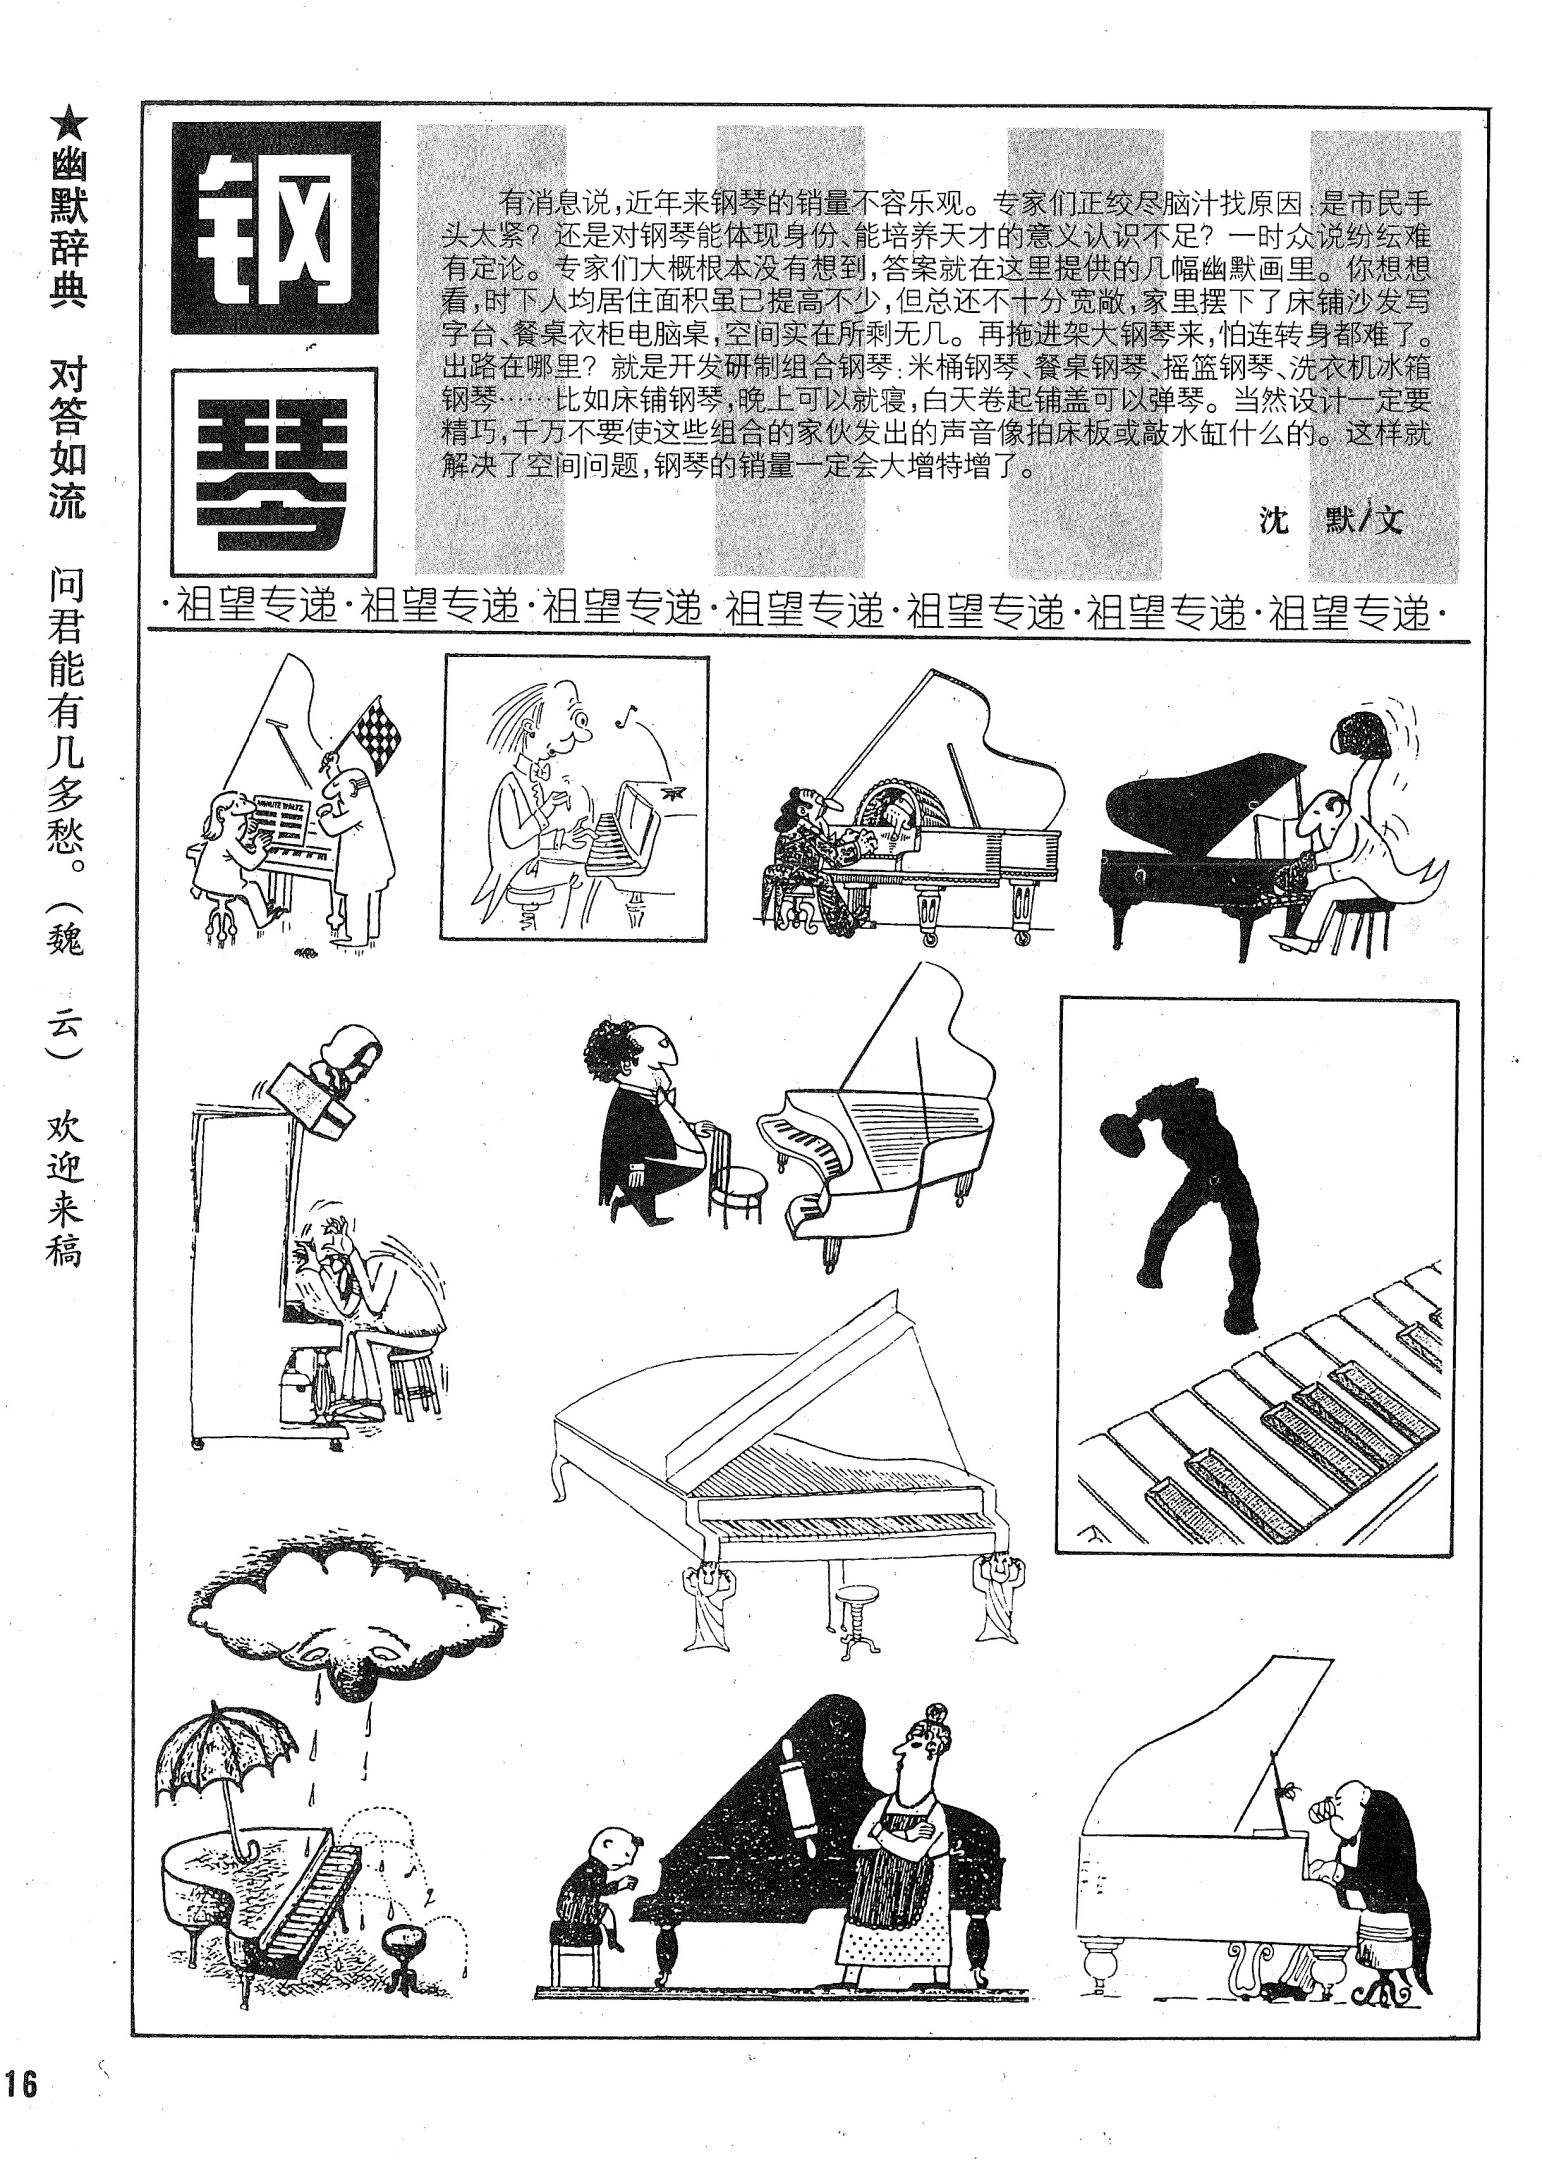 ★幽默辞典 对答如流 问君能有几多愁。（魏 云） 欢迎来稿
钢
琴
有消息说,近年来钢琴的销量不容乐观。专家们正绞尽脑汁找原因:是市民手
头太紧?还是对钢琴能体现身份、能培养天才的意义认识不足?一时众说纷纭难
有定论。专家们大概根本没有想到,答案就在这里提供的几幅幽默画里。你想想
看,时下人均居住面积虽已提高不少,但总还不十分宽敞,家里摆下了床铺沙发写
字台、餐桌衣柜电脑桌,空间实在所剩无几。再拖进架大钢琴来,怕连转身都难了。
出路在哪里?就是开发研制组合钢琴:米桶钢琴、餐桌钢琴、摇篮钢琴、洗衣机冰箱
钢琴……比如床铺钢琴,晚上可以就寝,白天卷起铺盖可以弹琴。当然设计一定要
精巧,千万不要使这些组合的家伙发出的声音像拍床板或敲水缸什么的。这样就
解决了空间问题,钢琴的销量一定会大增特增了。
沈 默/文
·祖望专递·祖望专递·祖望专递·祖望专递·祖望专递·祖望专递·祖望专递·
MINUTE WALTZ
16